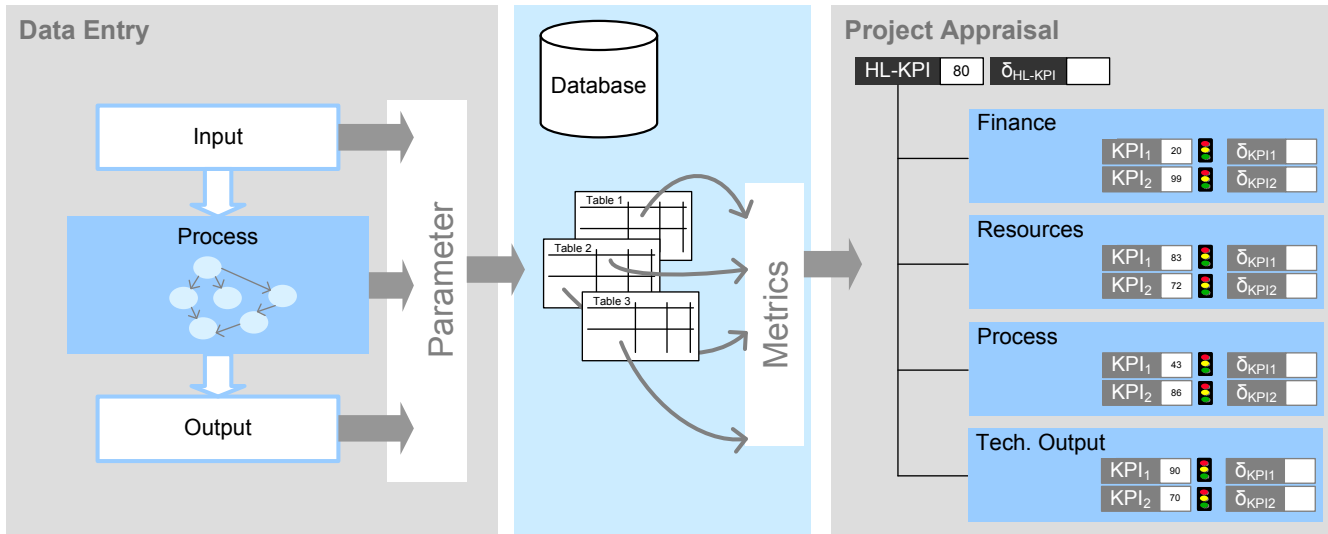 Data Entry
Input
Process
Output
Parameter
Database
Table 1
Table 2
Table 3
Metrics
Project Appraisal
HL-KPI 80 δHL-KPI
Finance
KPI1 20 δKPI1
KPI2 99 δKPI2
Resources
KPI1 83 δKPI1
KPI2 72 δKPI2
Process
KPI1 43 δKPI1
KPI2 86 δKPI2
Tech. Output
KPI1 90 δKPI1
KPI2 70 δKPI2